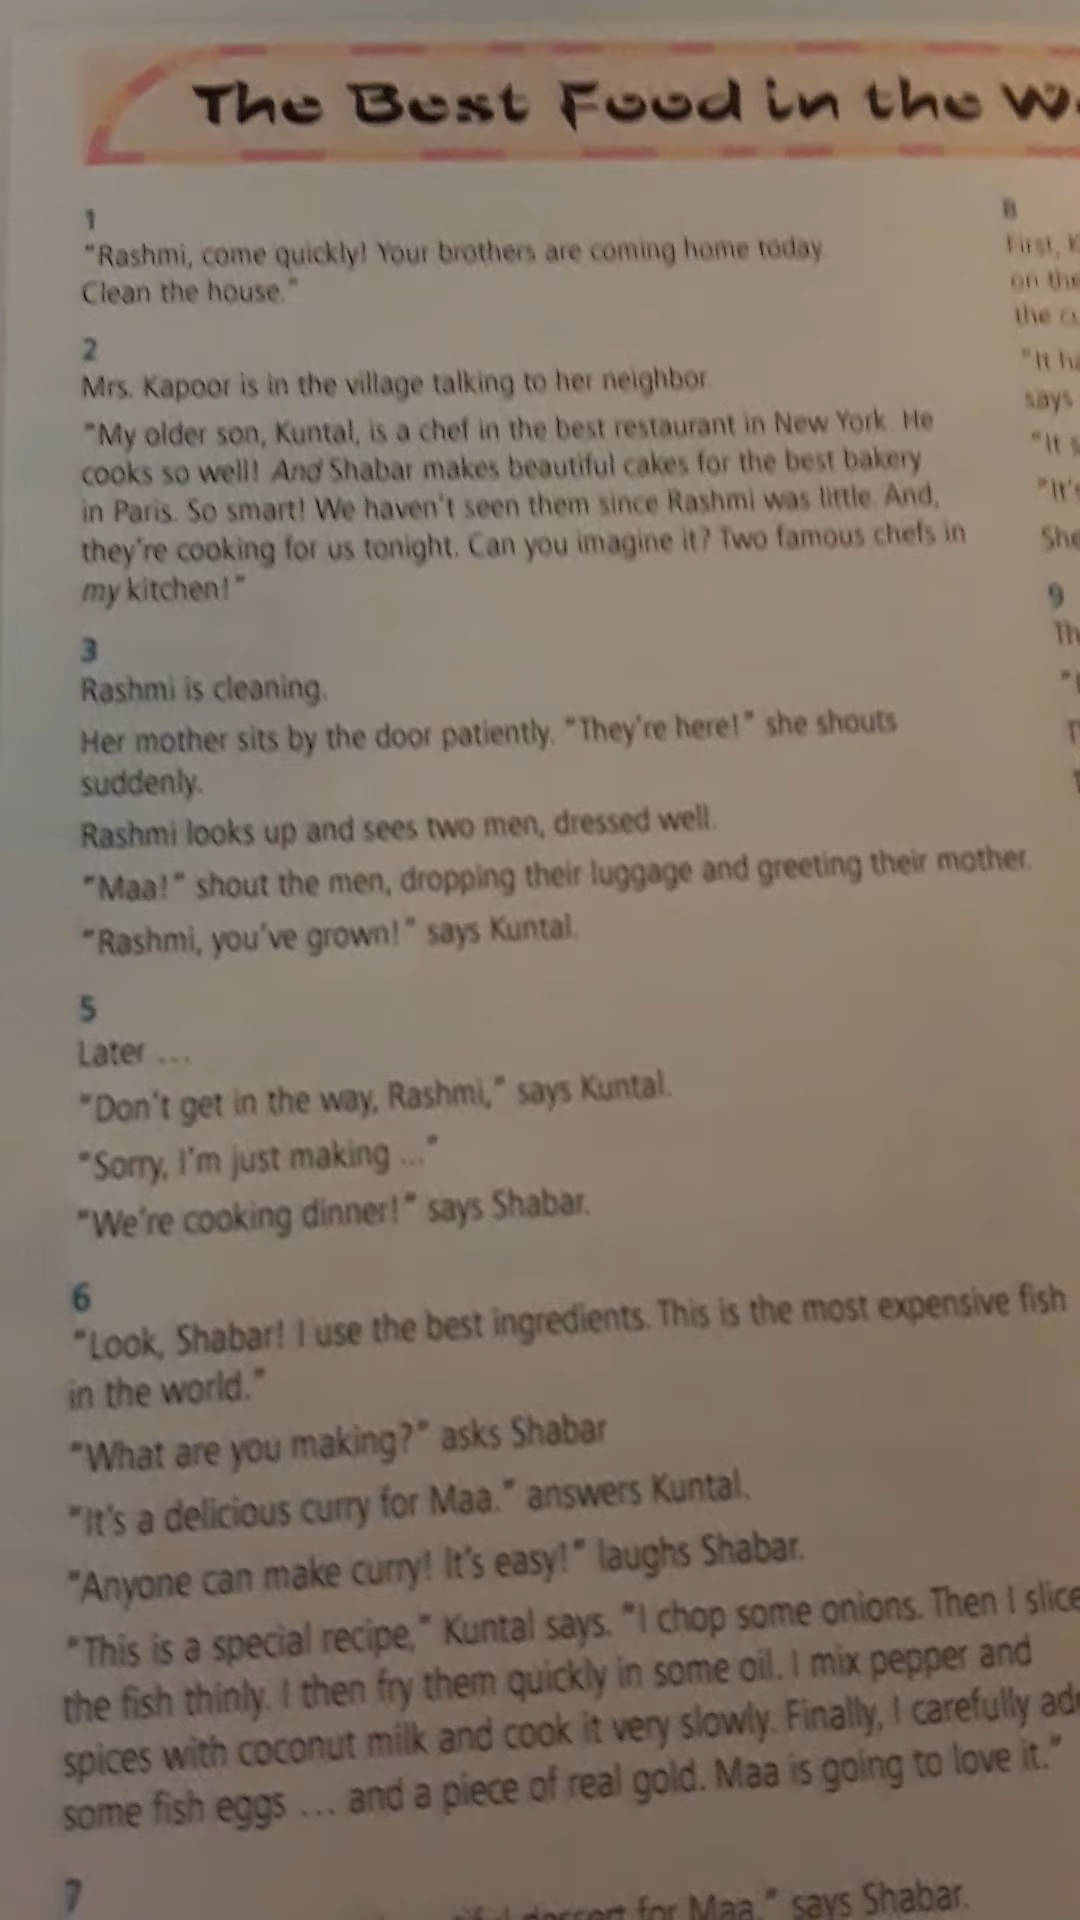 The Best Food in the
1
"Rashmi, come quickly! Your brothers are coming home today.
Clean the house."
2
Mrs. Kapoor is in the village talking to her neighbor.
"My older son, Kuntal, is a chef in the best restaurant in New York. He
cooks so well! And Shabar makes beautiful cakes for the best bakery
in Paris. So smart! We haven't seen them since Rashmi was little. And,
they're cooking for us tonight. Can you imagine it? Two famous chefs in
my kitchen!"
3
Rashmi is cleaning.
Her mother sits by the door patiently. "They're here!" she shouts
suddenly.
Rashmi looks up and sees two men, dressed well.
"Maa!" shout the men, dropping their luggage and greeting their mother.
"Rashmi, you've grown!" says Kuntal.
5
Later ...
"Don't get in the way, Rashmi," says Kuntal.
"Sorry, I'm just making ..."
"We're cooking dinner!" says Shabar.
6
"Look, Shabar! I use the best ingredients. This is the most expensive fish
in the world."
"What are you making?" asks Shabar
"It's a delicious curry for Maa." answers Kuntal.
"Anyone can make curry! It's easy!" laughs Shabar.
"This is a special recipe," Kuntal says. "I chop some onions. Then I slice
the fish thinly. I then fry them quickly in some oil. I mix pepper and
spices with coconut milk and cook it very slowly. Finally, I carefully
some fish eggs ... and a piece of real gold. Maa is going to love it."
7
dessert for Maa," says Shabar.
8
First,
on the
the
"It
says
"It
"It's
She
9